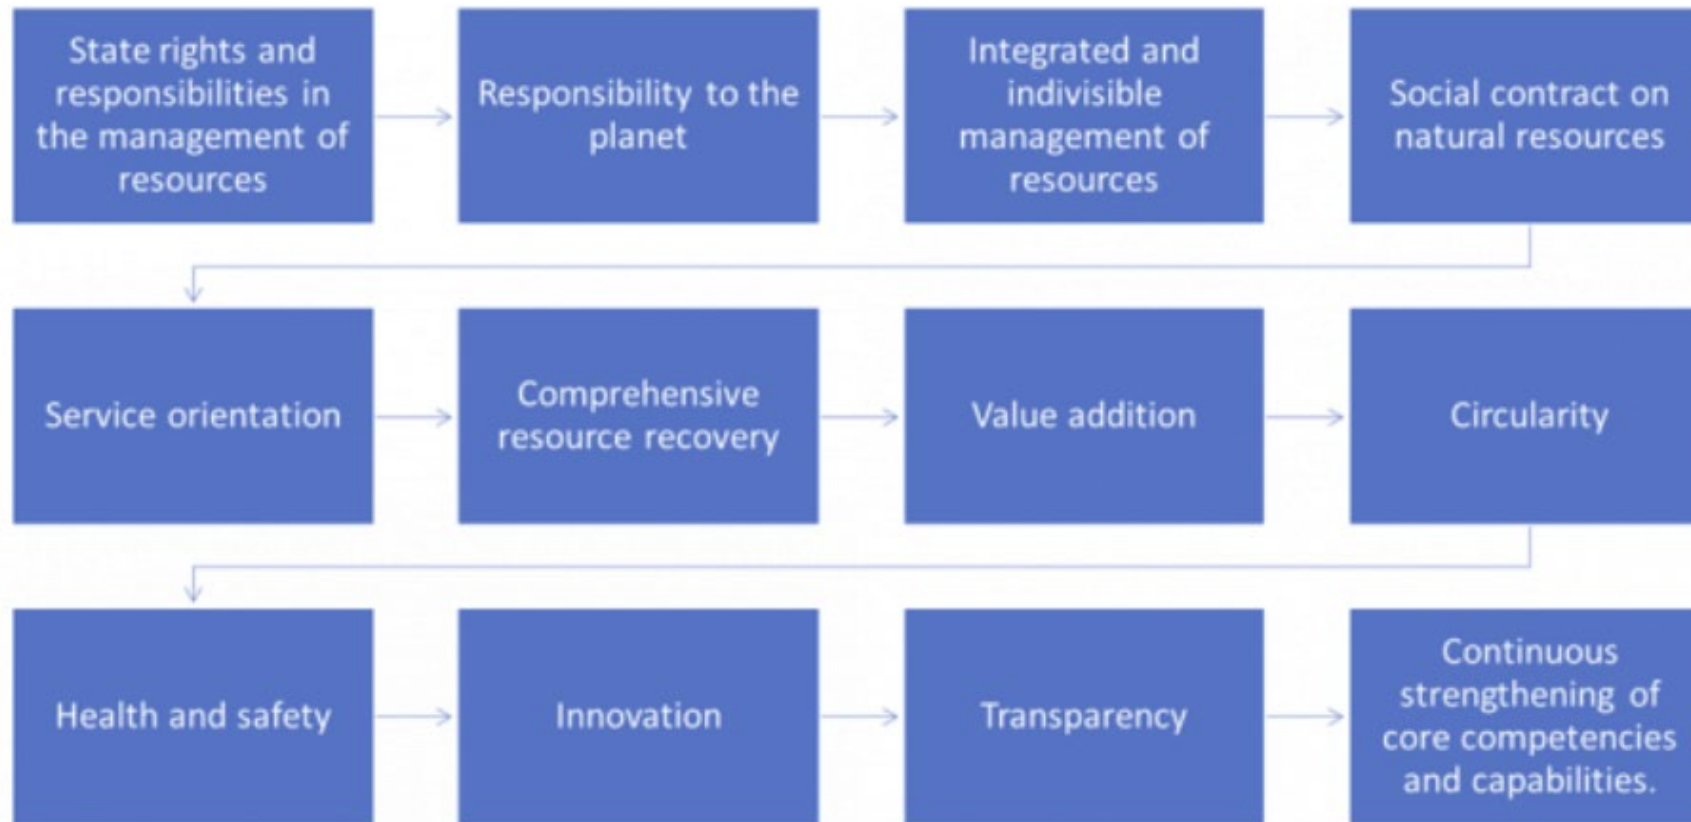 State rights and
responsibilities in
the management of
resources
Responsibility to the
planet
Integrated and
indivisible
management of
resources
Social contract on
natural resources
Service orientation
Comprehensive
resource recovery
Value addition
Circularity
Health and safety
Innovation
Transparency
Continuous
strengthening of
core competencies
and capabilities.